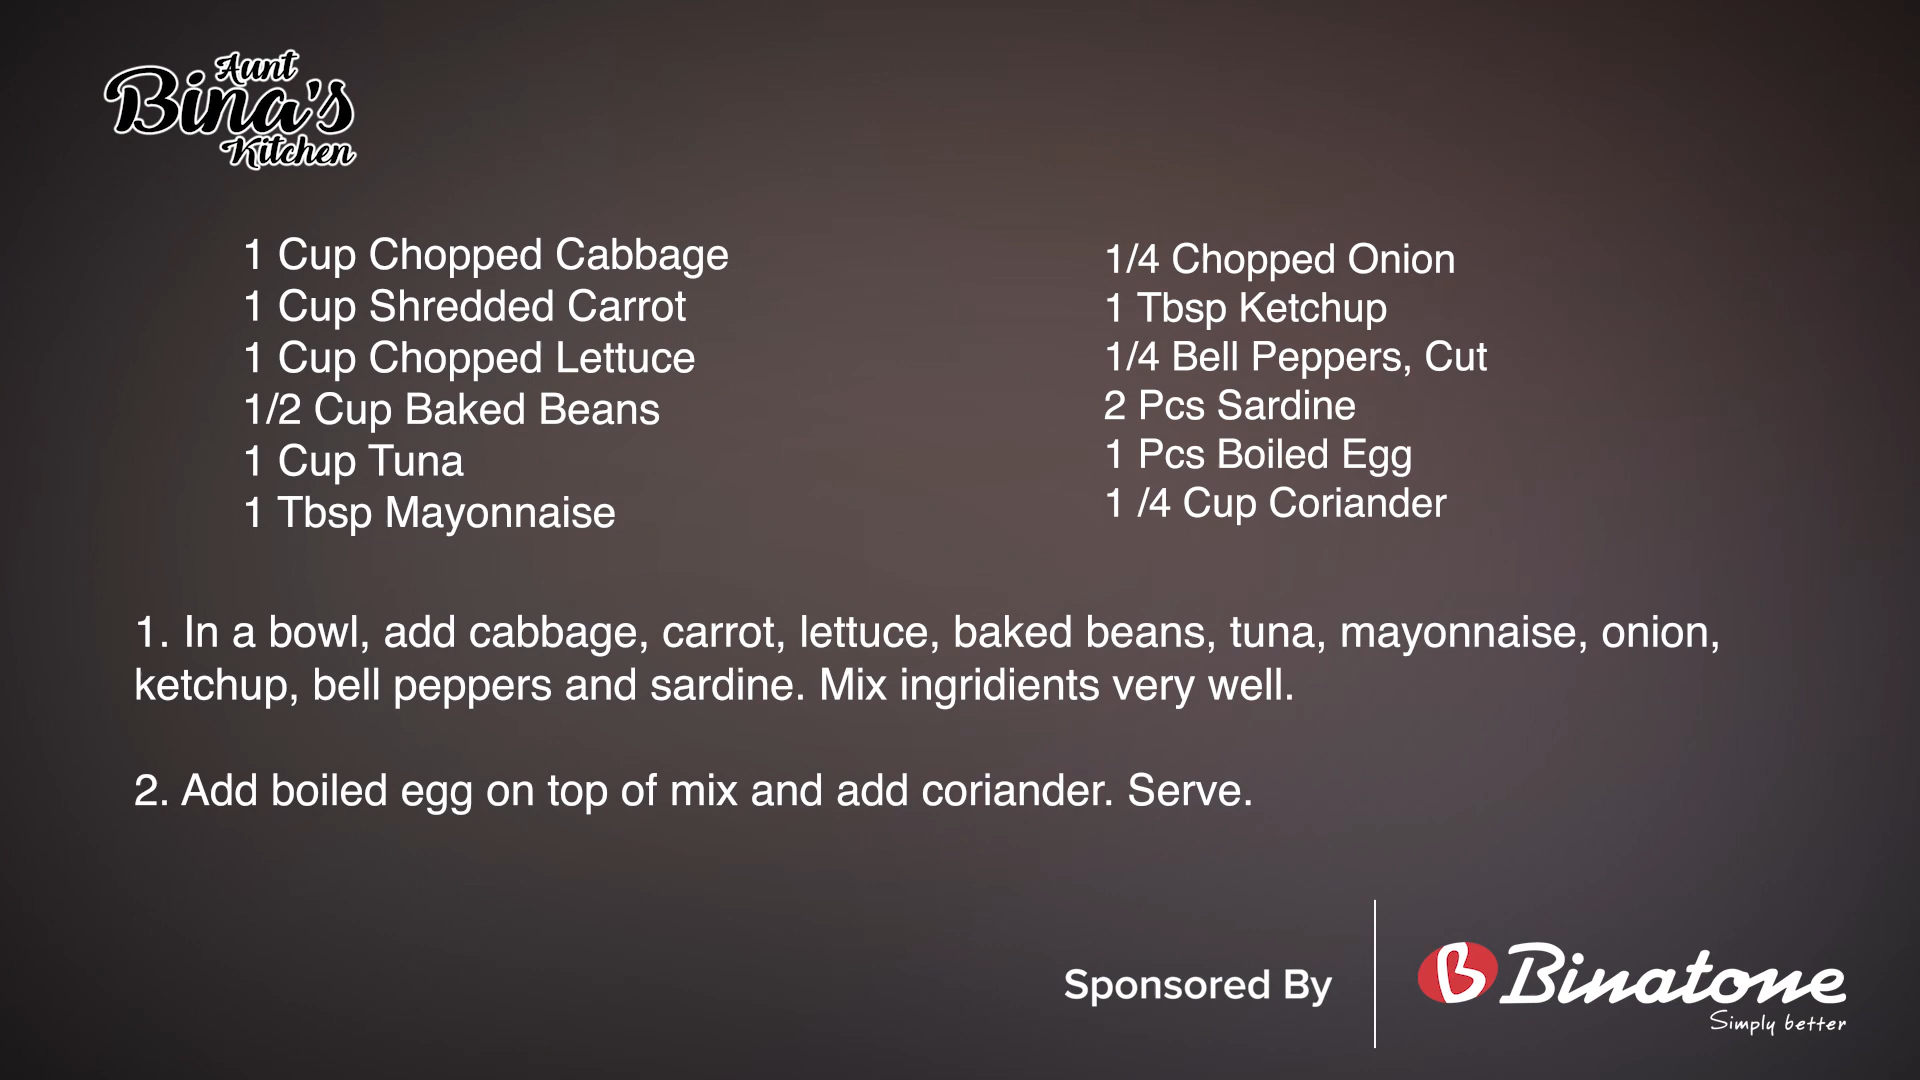 Aunt
Bina's
Kitchen
1 Cup Chopped Cabbage
1 Cup Shredded Carrot
1 Cup Chopped Lettuce
1/2 Cup Baked Beans
1 Cup Tuna
1 Tbsp Mayonnaise
1/4 Chopped Onion
1 Tbsp Ketchup
1/4 Bell Peppers, Cut
2 Pcs Sardine
1 Pcs Boiled Egg
1 /4 Cup Coriander
1. In a bowl, add cabbage, carrot, lettuce, baked beans, tuna, mayonnaise, onion,
ketchup, bell peppers and sardine. Mix ingridients very well.
2. Add boiled egg on top of mix and add coriander. Serve.
Sponsored By
B Binatone
Simply better